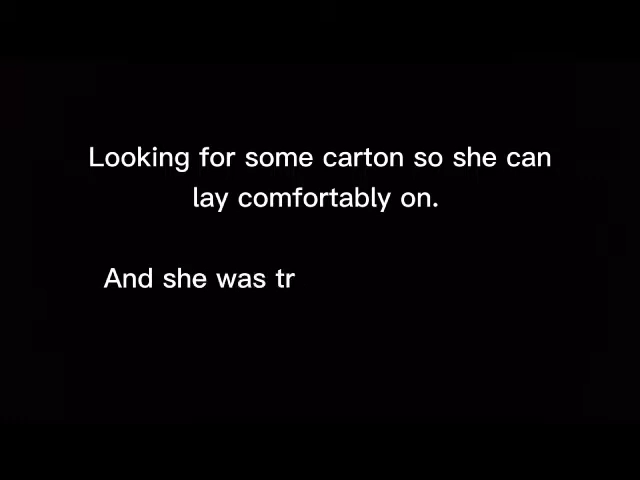 Looking for some carton so she can
lay comfortably on.
And she was tr